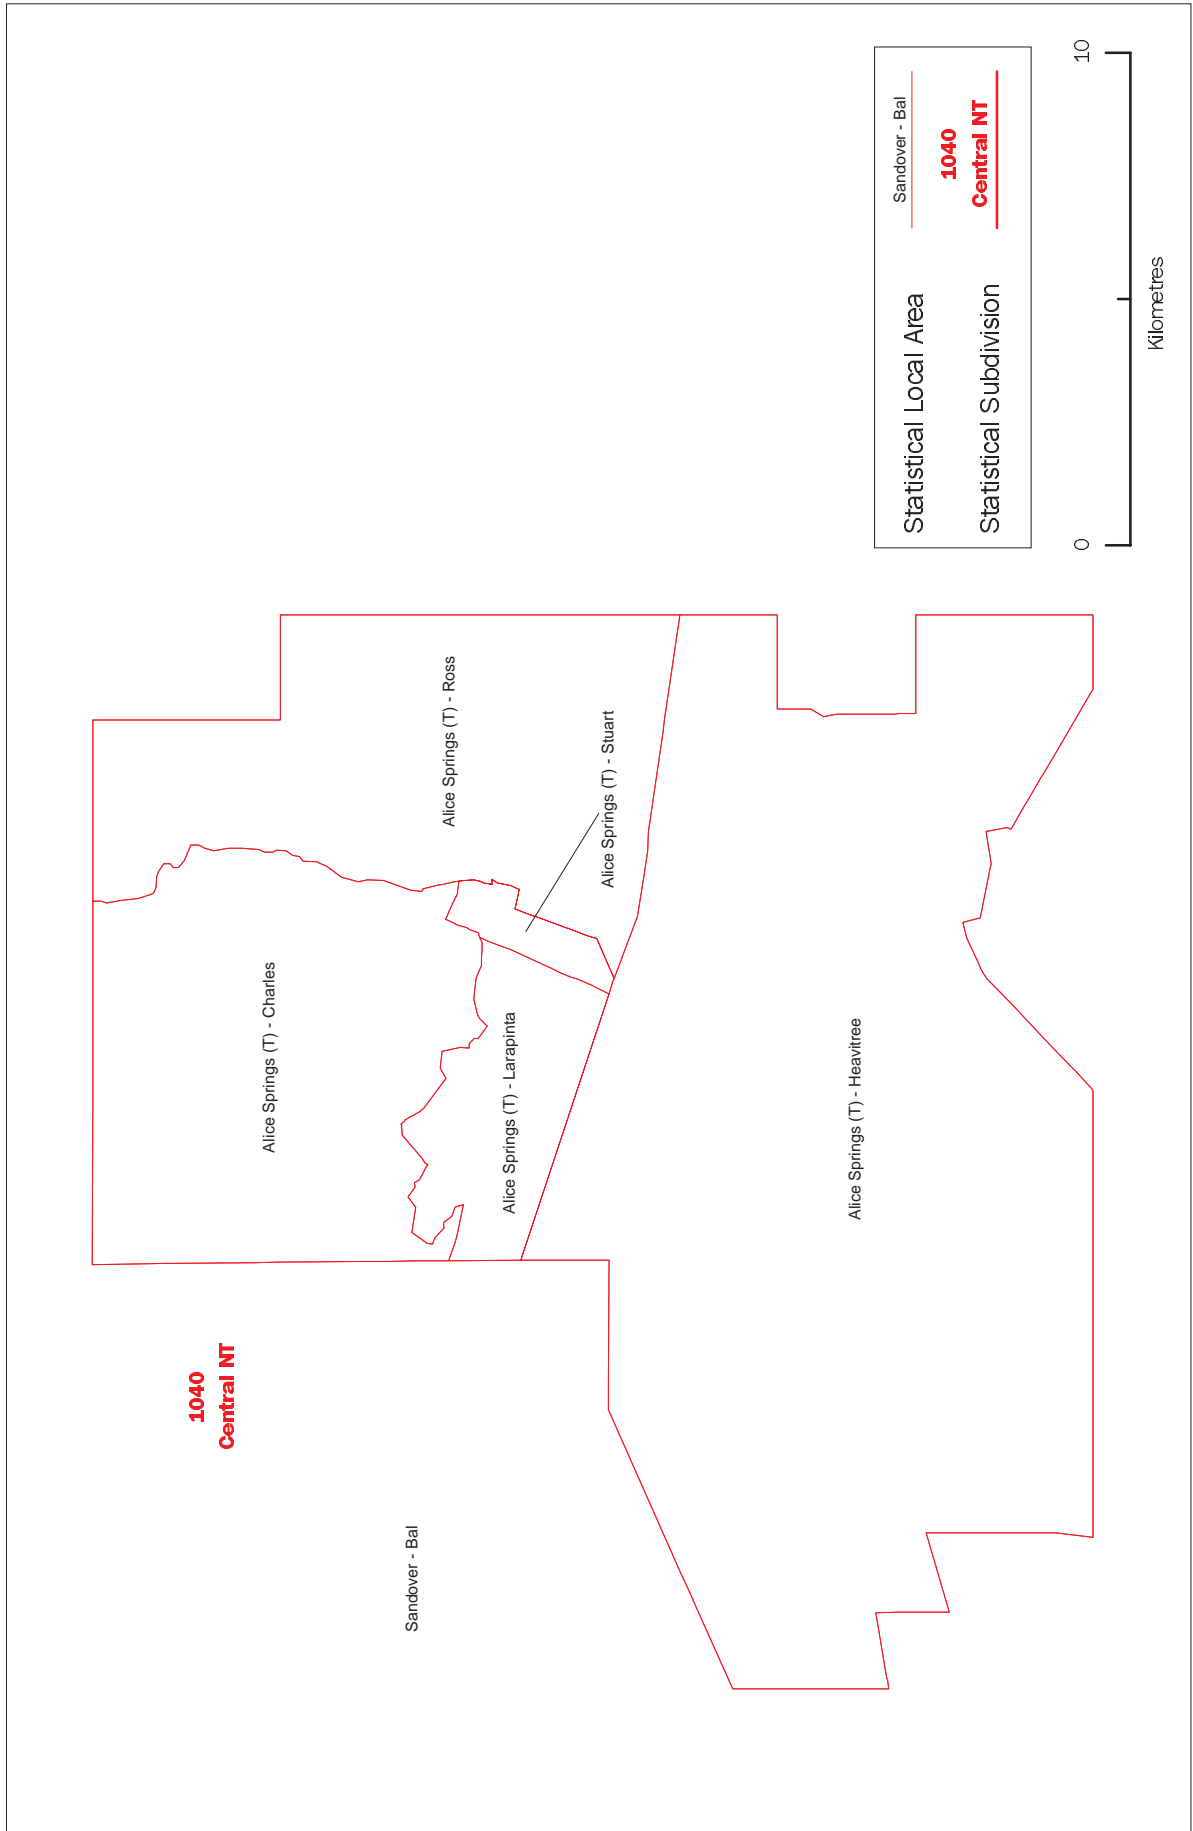 1040
Central NT
Sandover - Bal
Alice Springs (T) - Charles
Alice Springs (T) - Ross
Alice Springs (T) - Larapinta
Alice Springs (T) - Stuart
Alice Springs (T) - Heavitree
Statistical Local Area
Sandover - Bal
Statistical Subdivision
1040
Central NT
0
10
Kilometres